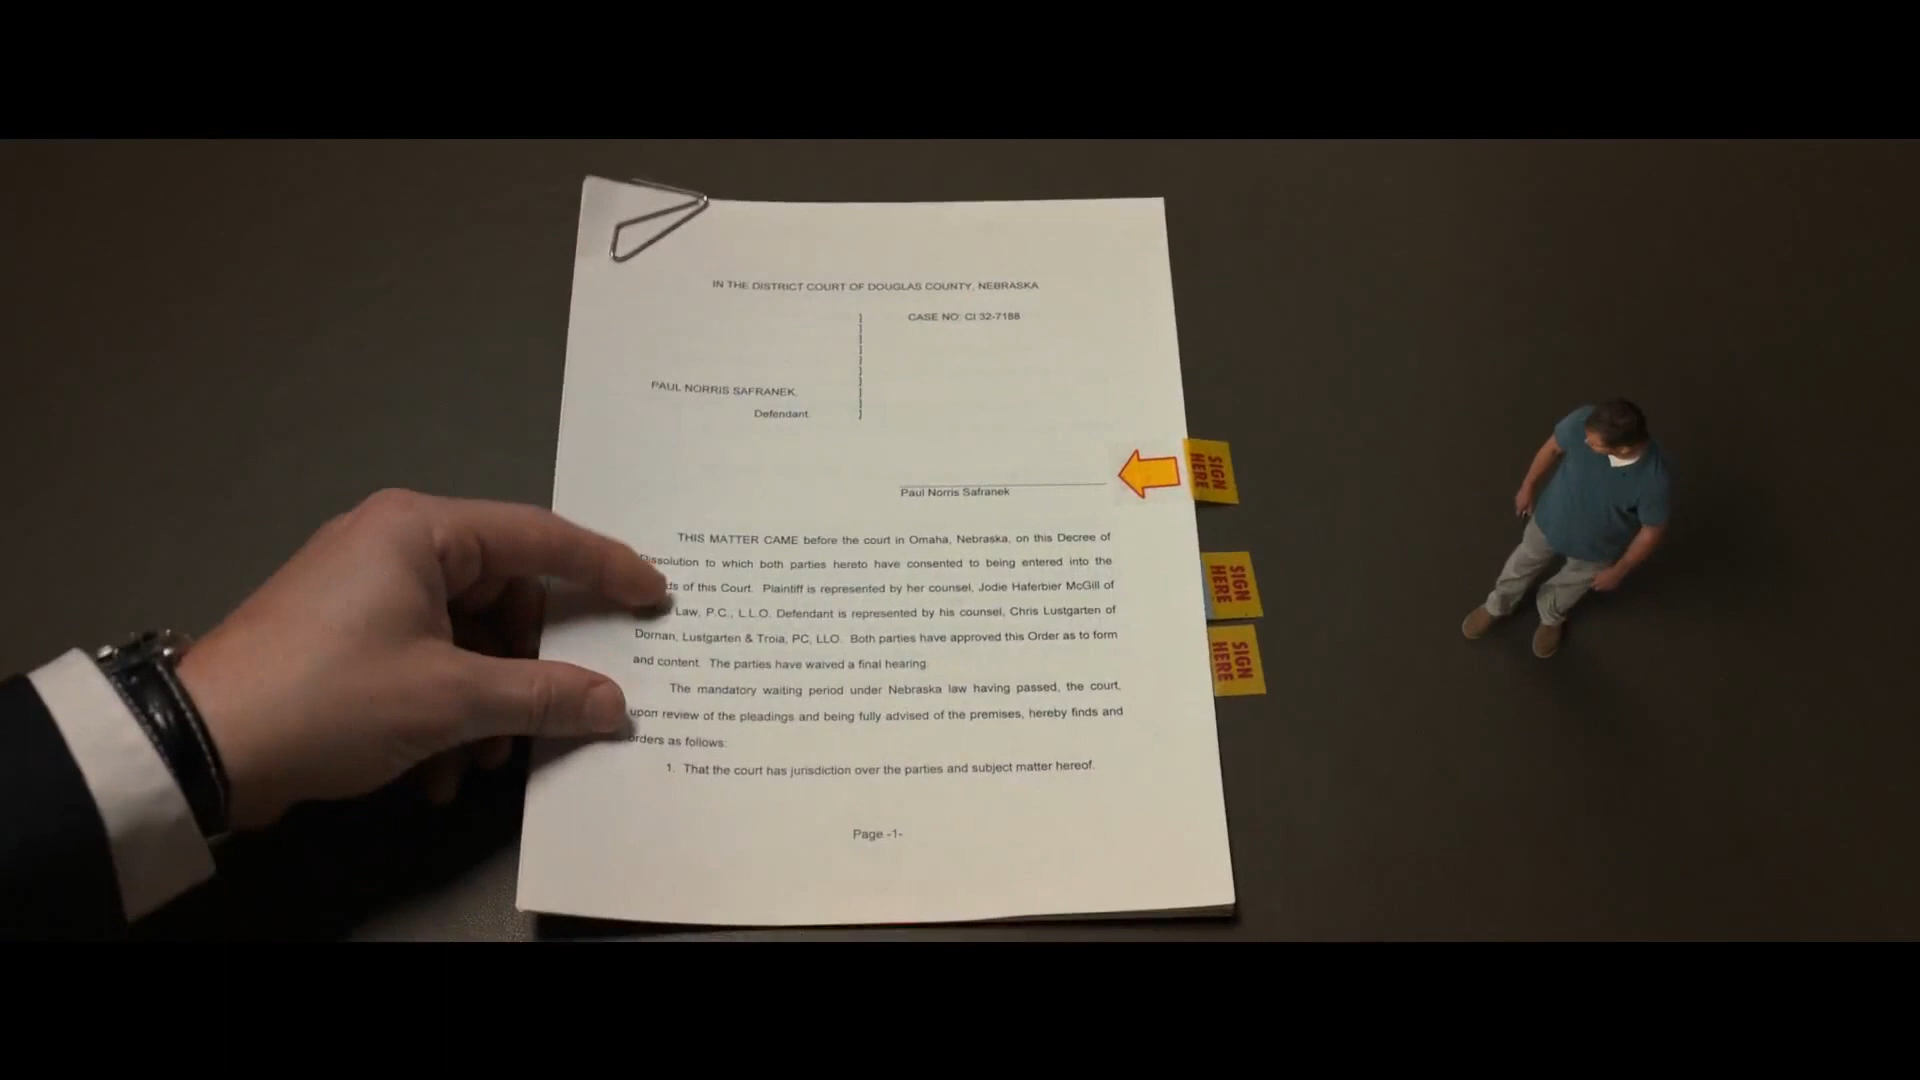 IN THE DISTRICT COURT OF DOUGLAS COUNTY, NEBRASKA
CASE NO: CI 32-7188
PAUL NORRIS SAFRANEK,
Defendant.
Paul Norris Safranek
SIGN HERE
THIS MATTER CAME before the court in Omaha, Nebraska, on this Decree of
Dissolution to which both parties hereto have consented to being entered into the
of this Court. Plaintiff is represented by her counsel, Jodie Haferbier McGill of
Law, P.C., L.L.O. Defendant is represented by his counsel, Chris Lustgarten of
Dornan, Lustgarten & Troia, PC, LLO. Both parties have approved this Order as to form
and content. The parties have waived a final hearing.
The mandatory waiting period under Nebraska law having passed, the court,
upon review of the pleadings and being fully advised of the premises, hereby finds and
orders as follows:
1. That the court has jurisdiction over the parties and subject matter hereof.
Page -1-
SIGN HERE
SIGN HERE